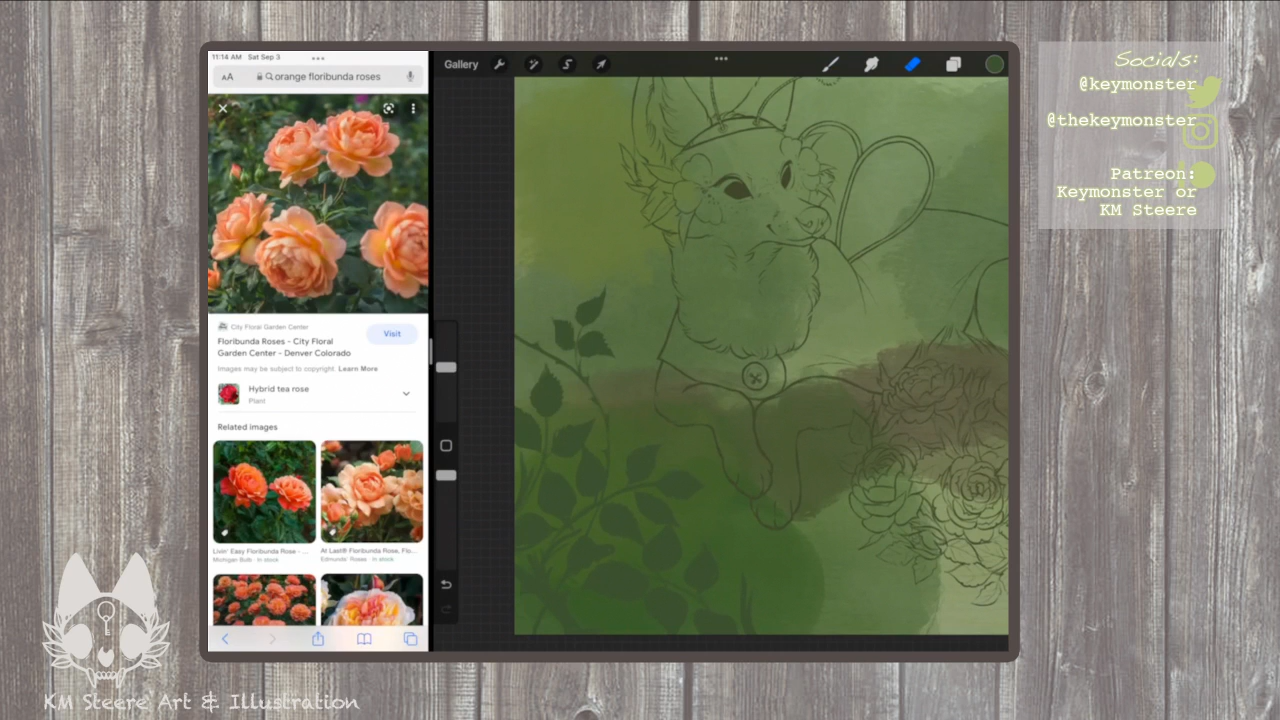 11:14 AM Sat Sep 3
AA
orange floribunda roses
City Floral Garden Center
Floribunda Roses - City Floral
Garden Center - Denver Colorado
Visit
Images may be subject to copyright. Learn More
Hybrid tea rose
Plant
Related images
Livin' Easy Floribunda Rose - ...
Michigan Bulb · In stock
At Last® Floribunda Rose, Flo...
Edmunds' Roses · In stock
Gallery
Socials:
@keymonster
@thekeymonster
Patreon:
Keymonster or
KM Steere
KM Steere Art & Illustration